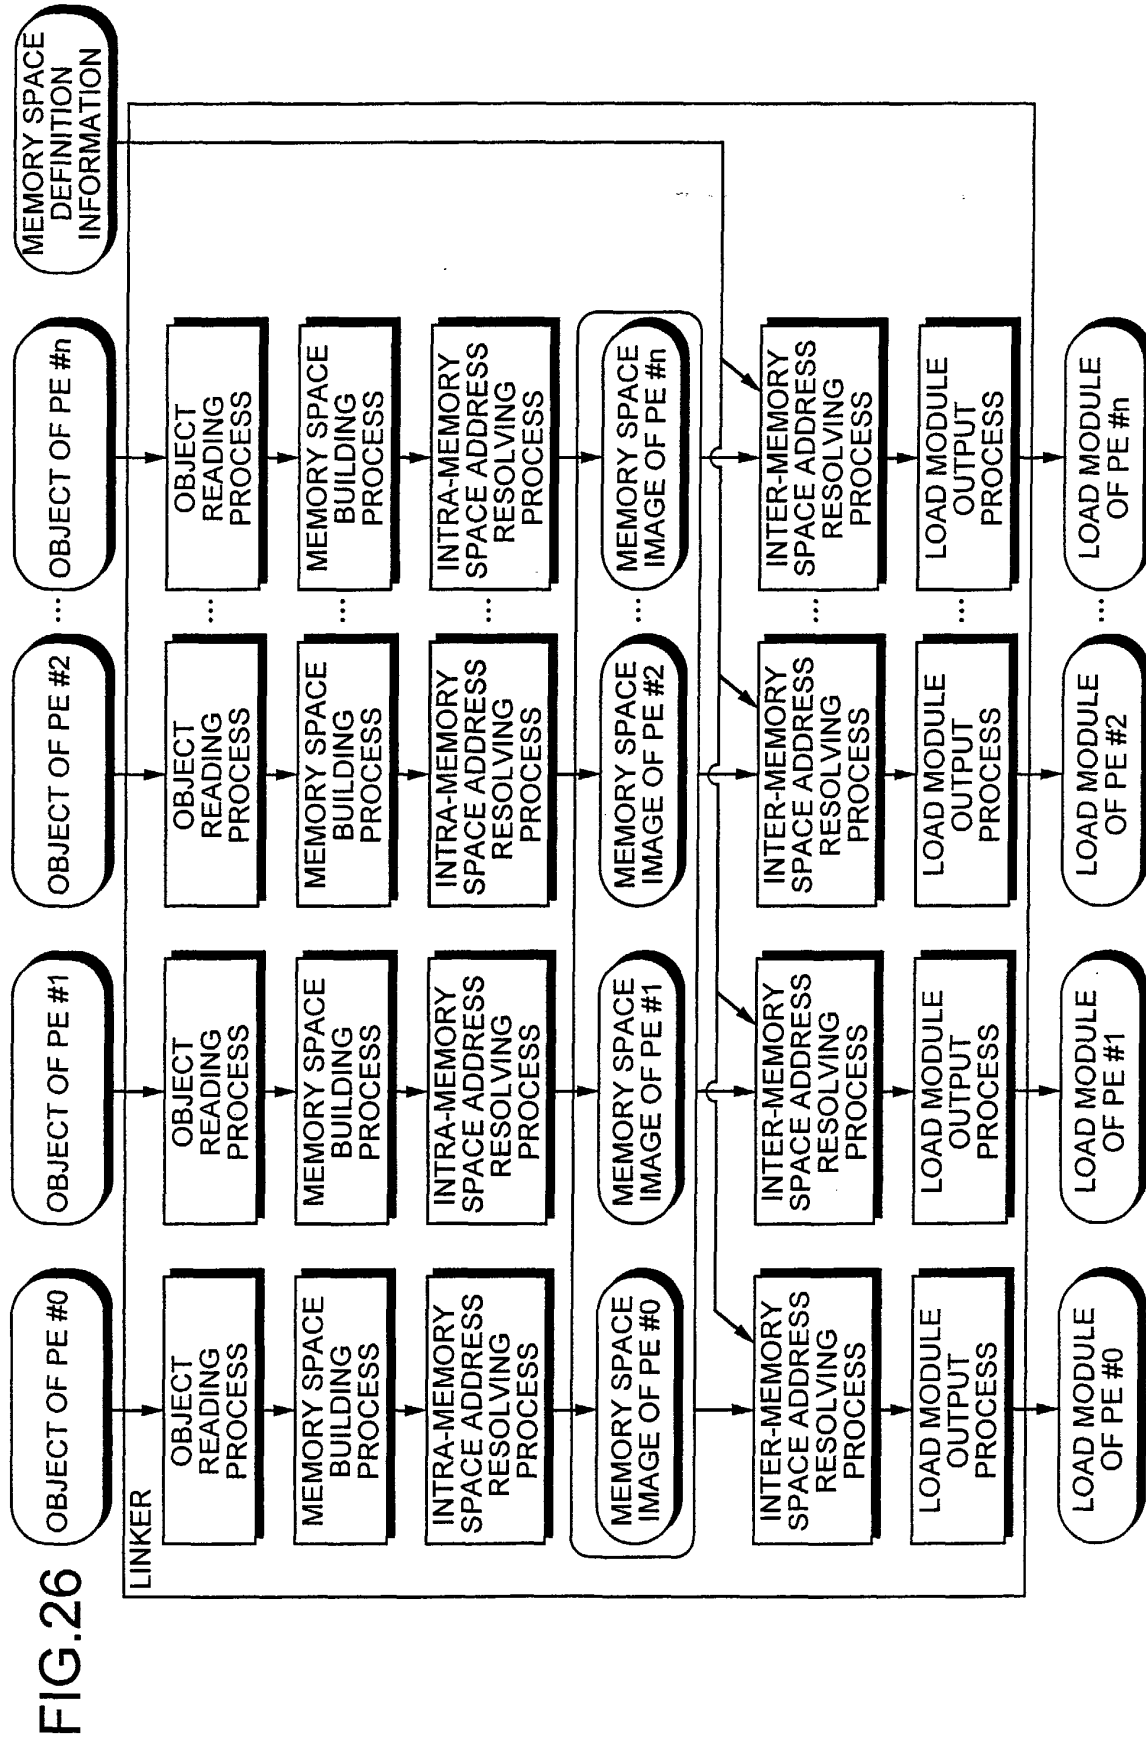 FIG.26
OBJECT OF PE #0
OBJECT OF PE #1
OBJECT OF PE #2
...
OBJECT OF PE #n
MEMORY SPACE
DEFINITION
INFORMATION
LINKER
OBJECT
READING
PROCESS
OBJECT
READING
PROCESS
OBJECT
READING
PROCESS
...
OBJECT
READING
PROCESS
MEMORY SPACE
BUILDING
PROCESS
MEMORY SPACE
BUILDING
PROCESS
MEMORY SPACE
BUILDING
PROCESS
...
MEMORY SPACE
BUILDING
PROCESS
INTRA-MEMORY
SPACE ADDRESS
RESOLVING
PROCESS
INTRA-MEMORY
SPACE ADDRESS
RESOLVING
PROCESS
INTRA-MEMORY
SPACE ADDRESS
RESOLVING
PROCESS
...
INTRA-MEMORY
SPACE ADDRESS
RESOLVING
PROCESS
MEMORY SPACE
IMAGE OF PE #0
MEMORY SPACE
IMAGE OF PE #1
MEMORY SPACE
IMAGE OF PE #2
...
MEMORY SPACE
IMAGE OF PE #n
INTER-MEMORY
SPACE ADDRESS
RESOLVING
PROCESS
INTER-MEMORY
SPACE ADDRESS
RESOLVING
PROCESS
INTER-MEMORY
SPACE ADDRESS
RESOLVING
PROCESS
...
INTER-MEMORY
SPACE ADDRESS
RESOLVING
PROCESS
LOAD MODULE
OUTPUT
PROCESS
LOAD MODULE
OUTPUT
PROCESS
LOAD MODULE
OUTPUT
PROCESS
...
LOAD MODULE
OUTPUT
PROCESS
LOAD MODULE
OF PE #0
LOAD MODULE
OF PE #1
LOAD MODULE
OF PE #2
...
LOAD MODULE
OF PE #n